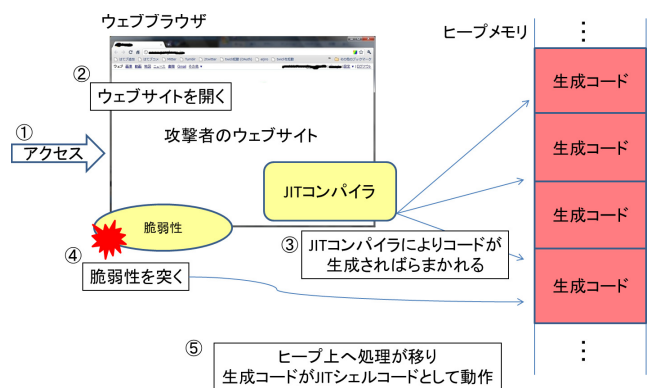 ウェブブラウザ
ヒープメモリ
②
ウェブサイトを開く
攻撃者のウェブサイト
①
アクセス
JITコンパイラ
脆弱性
③
JITコンパイラによりコードが
生成さればらまかれる
④
脆弱性を突く
⑤
ヒープ上へ処理が移り
生成コードがJITシェルコードとして動作
⋮
生成コード
生成コード
生成コード
生成コード
⋮